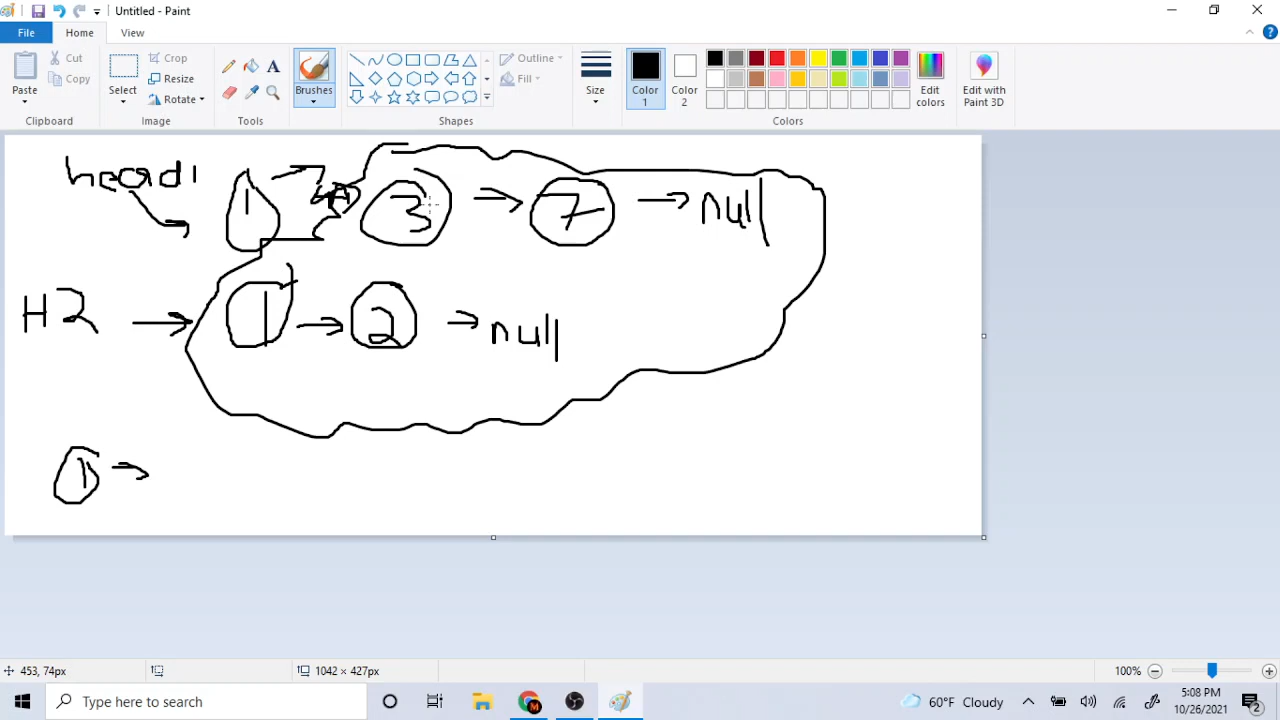 Untitled - Paint
File Home View
Paste
Cut
Copy
Clipboard
Select
Crop
Resize
Rotate
Image
Tools
Brushes
Shapes
Outline
Fill
Size
Color 1
Color 2
Edit colors
Colors
Edit with Paint 3D
head1
1 3 7 null
H2 1 2 null
1
453, 74px
1042 × 427px
100%
Type here to search
60°F Cloudy
5:08 PM
10/26/2021
2